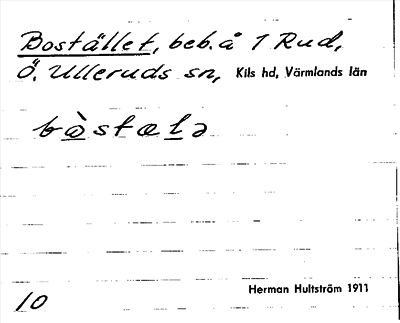 Bostället, beb. å 1 Rud,
Ö. Ulleruds sn, Kils hd, Värmlands län
bòstælə
Herman Hultström 1911
10